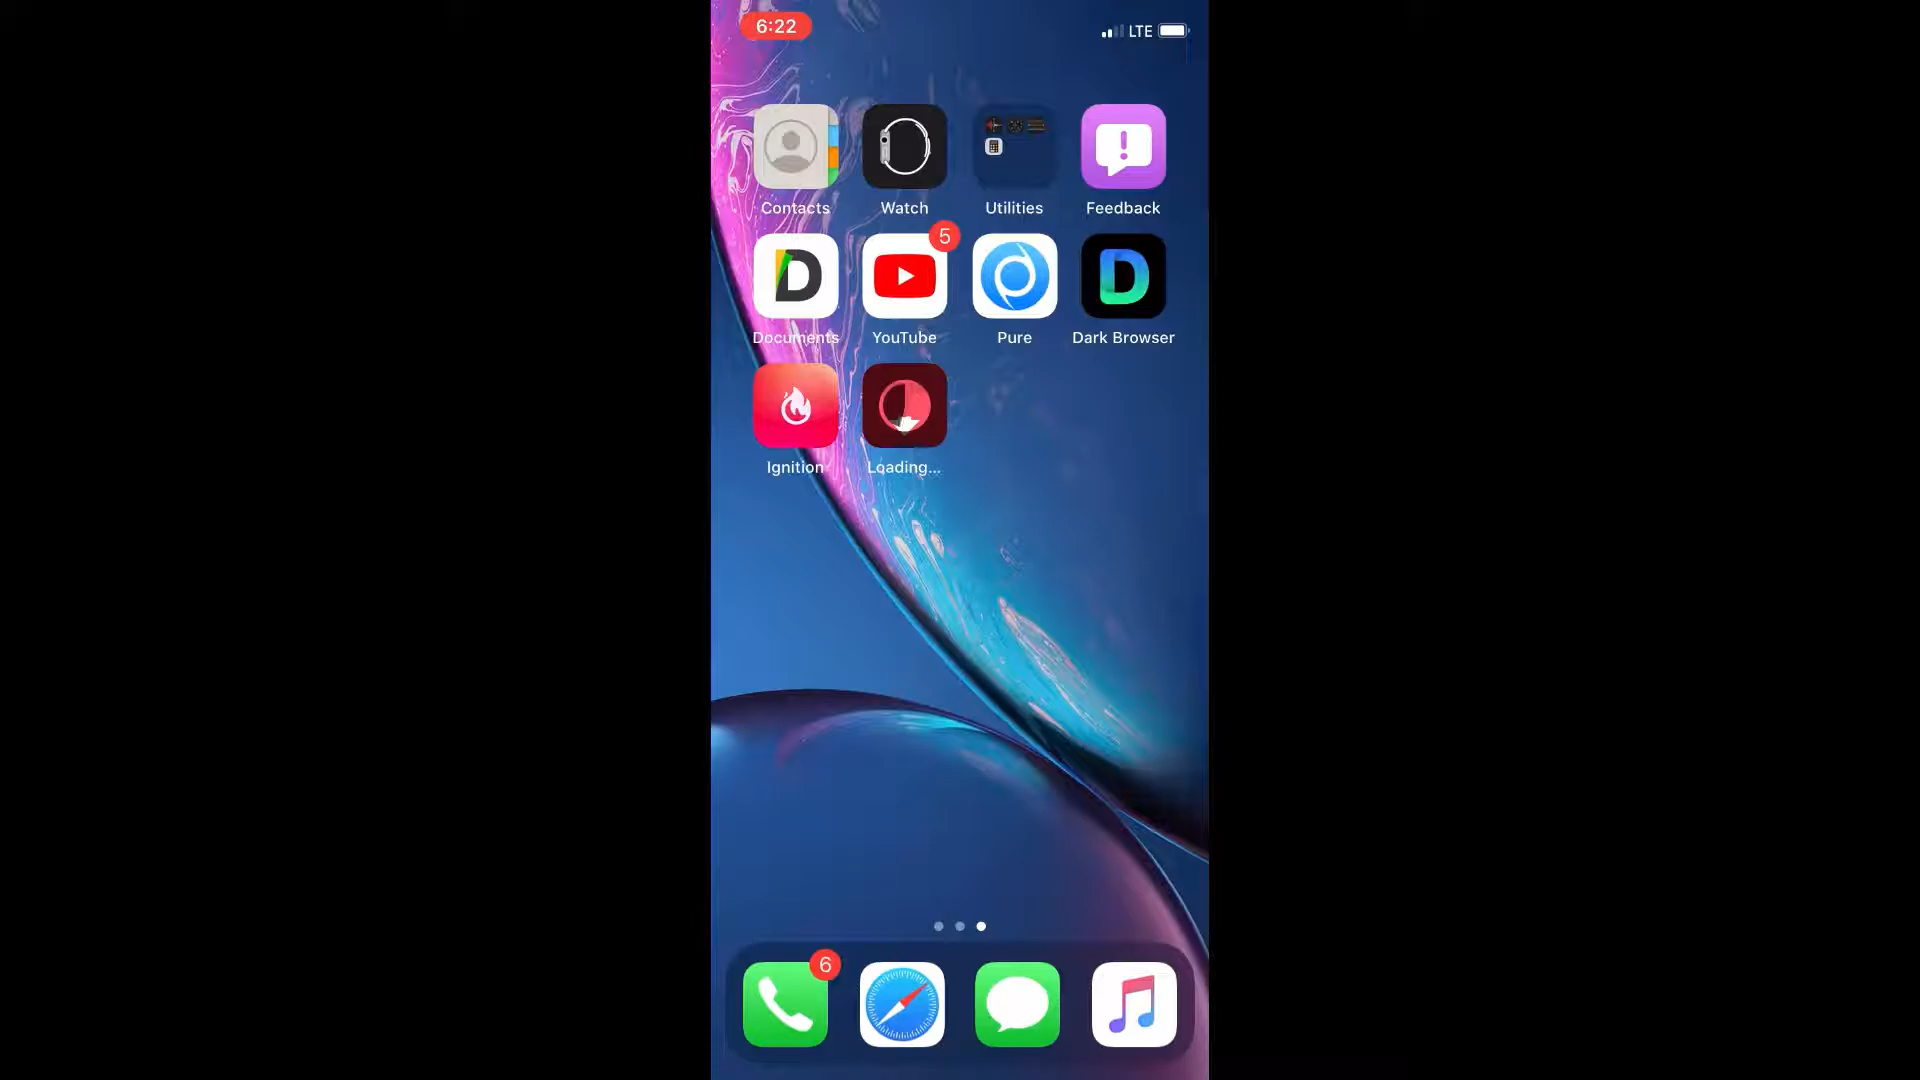 6:22 LTE
Contacts Watch Utilities Feedback
5
Documents YouTube Pure Dark Browser
Ignition Loading...
6